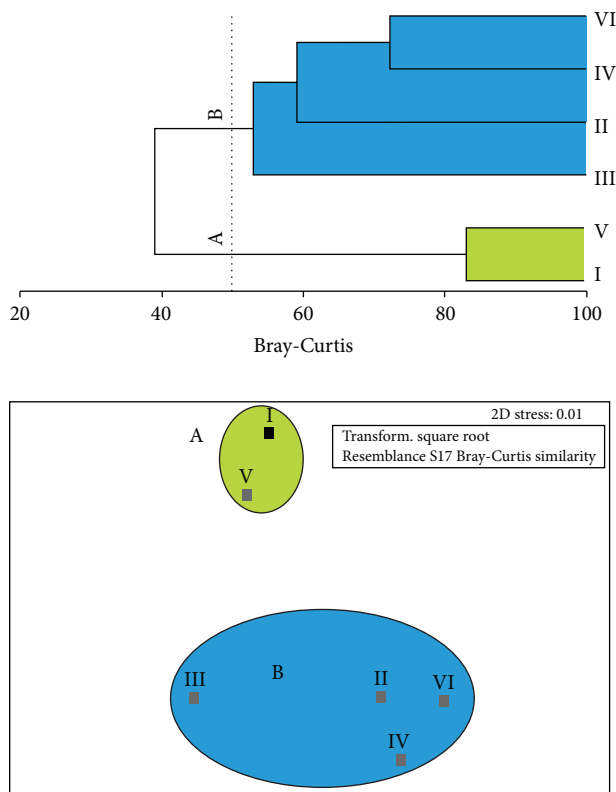 VI
IV
B
II
III
V
A
I
20 40 60 80 100
Bray-Curtis
2D stress: 0.01
I
A
Transform. square root
Resemblance S17 Bray-Curtis similarity
V
III
B
II
VI
IV